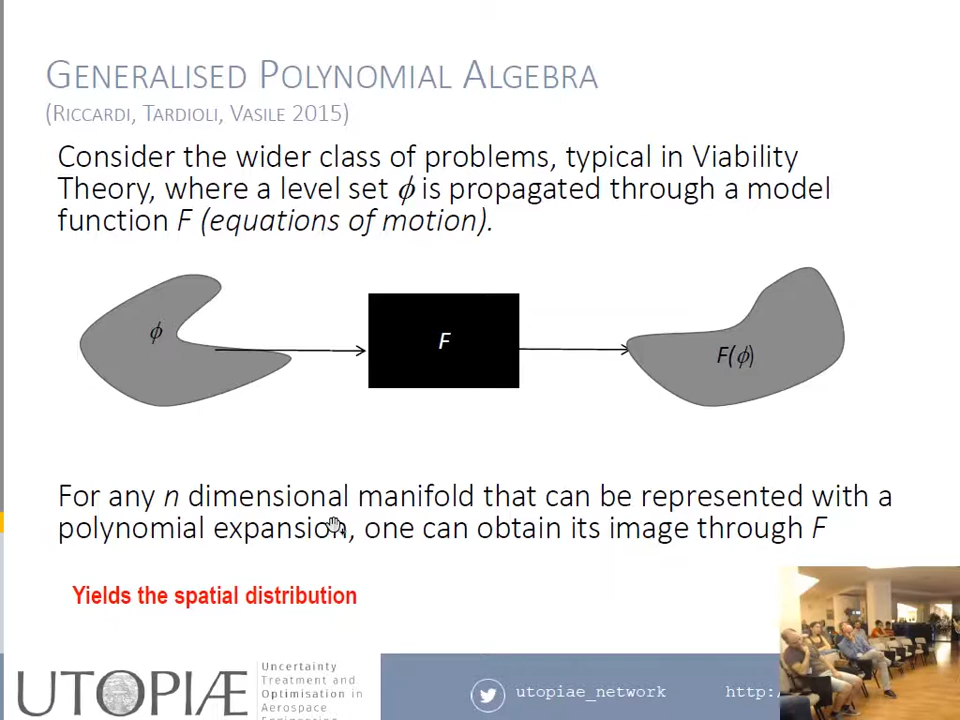 GENERALISED POLYNOMIAL ALGEBRA
(RICCARDI, TARDIOLI, VASILE 2015)
Consider the wider class of problems, typical in Viability
Theory, where a level set ϕ is propagated through a model
function F (equations of motion).
ϕ
F
F(ϕ)
For any n dimensional manifold that can be represented with a
polynomial expansion, one can obtain its image through F
Yields the spatial distribution
UTOPIÆ
Uncertainty
Treatment and
Optimisation in
Aerospace
utopiae_network
http: